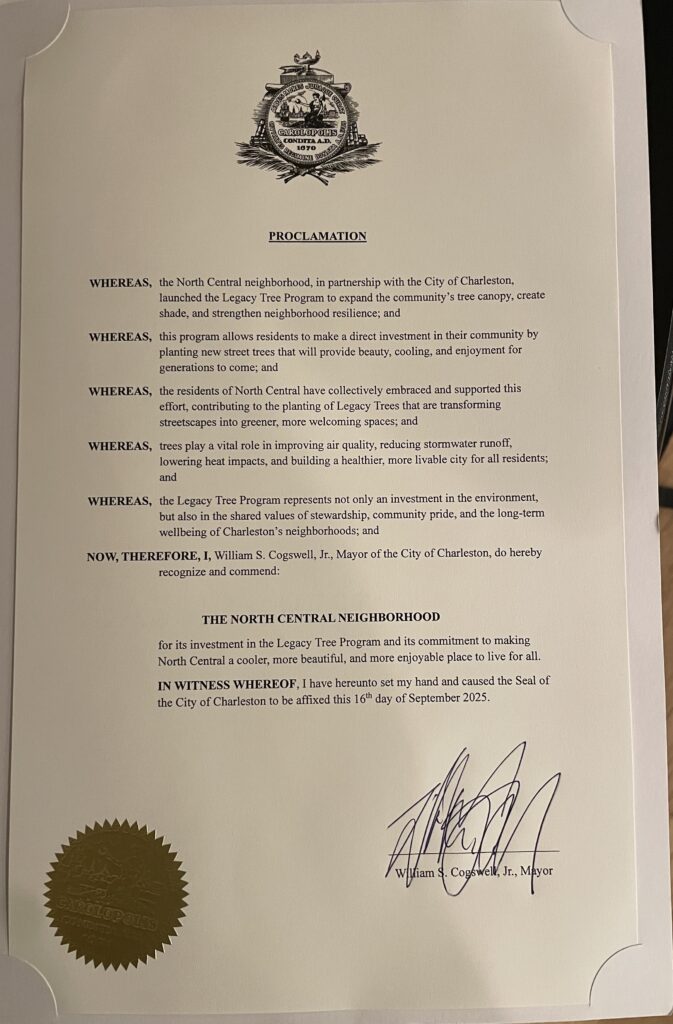 CAROLOPOLIS
CONDITA A.D.
1670
PROCLAMATION
WHEREAS, the North Central neighborhood, in partnership with the City of Charleston,
launched the Legacy Tree Program to expand the community's tree canopy, create
shade, and strengthen neighborhood resilience; and
WHEREAS, this program allows residents to make a direct investment in their community by
planting new street trees that will provide beauty, cooling, and enjoyment for
generations to come; and
WHEREAS, the residents of North Central have collectively embraced and supported this
effort, contributing to the planting of Legacy Trees that are transforming
streetscapes into greener, more welcoming spaces; and
WHEREAS, trees play a vital role in improving air quality, reducing stormwater runoff,
lowering heat impacts, and building a healthier, more livable city for all residents;
and
WHEREAS, the Legacy Tree Program represents not only an investment in the environment,
but also in the shared values of stewardship, community pride, and the long-term
wellbeing of Charleston's neighborhoods; and
NOW, THEREFORE, I, William S. Cogswell, Jr., Mayor of the City of Charleston, do hereby
recognize and commend:
THE NORTH CENTRAL NEIGHBORHOOD
for its investment in the Legacy Tree Program and its commitment to making
North Central a cooler, more beautiful, and more enjoyable place to live for all.
IN WITNESS WHEREOF, I have hereunto set my hand and caused the Seal of
the City of Charleston to be affixed this 16th day of September 2025.
William S. Cogswell, Jr., Mayor
CAROLOPOLIS